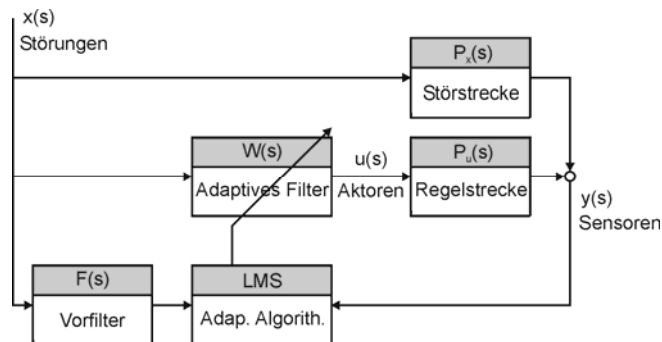 x(s)
Störungen
Pₓ(s)
Störstrecke
W(s)
Adaptives Filter
u(s)
Aktoren
Pᵤ(s)
Regelstrecke
y(s)
Sensoren
F(s)
Vorfilter
LMS
Adap. Algorith.